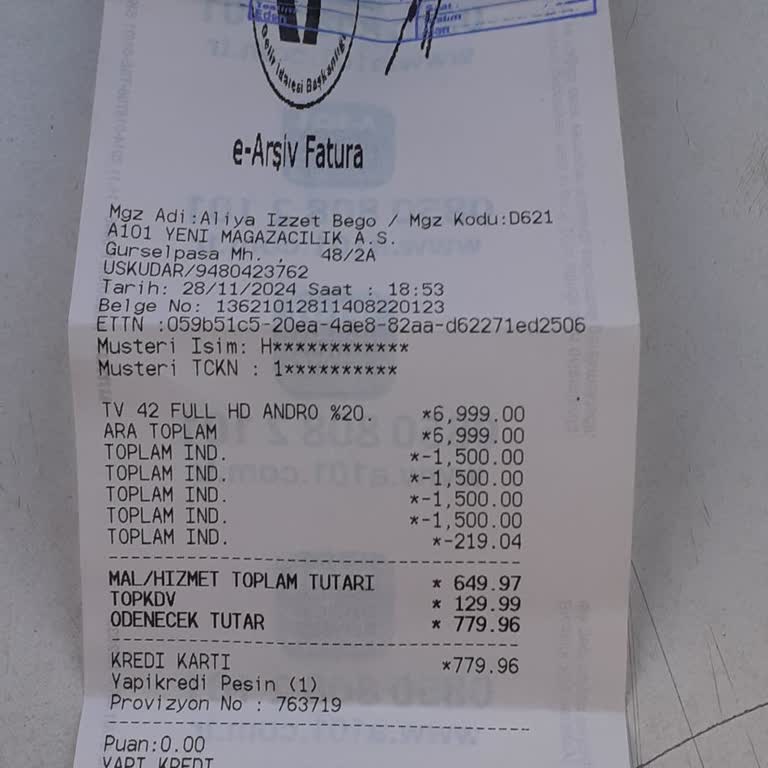 Gelir İdaresi Başkanlığı
e-Arşiv Fatura
Mgz Adi:Aliya Izzet Bego / Mgz Kodu:D621
A101 YENI MAGAZACILIK A.S.
Gurselpasa Mh. , 48/2A
USKUDAR/9480423762
Tarih: 28/11/2024 Saat : 18:53
Belge No: 13621012811408220123
ETTN :059b51c5-20ea-4ae8-82aa-d62271ed2506
Musteri Isim: H************
Musteri TCKN : 1**********
TV 42 FULL HD ANDRO %20. *6,999.00
ARA TOPLAM *6,999.00
TOPLAM IND. *-1,500.00
TOPLAM IND. *-1,500.00
TOPLAM IND. *-1,500.00
TOPLAM IND. *-1,500.00
TOPLAM IND. *-219.04
MAL/HIZMET TOPLAM TUTARI * 649.97
TOPKDV * 129.99
ODENECEK TUTAR * 779.96
KREDI KARTI *779.96
Yapikredi Pesin (1)
Provizyon No : 763719
Puan:0.00
YAPI KREDI